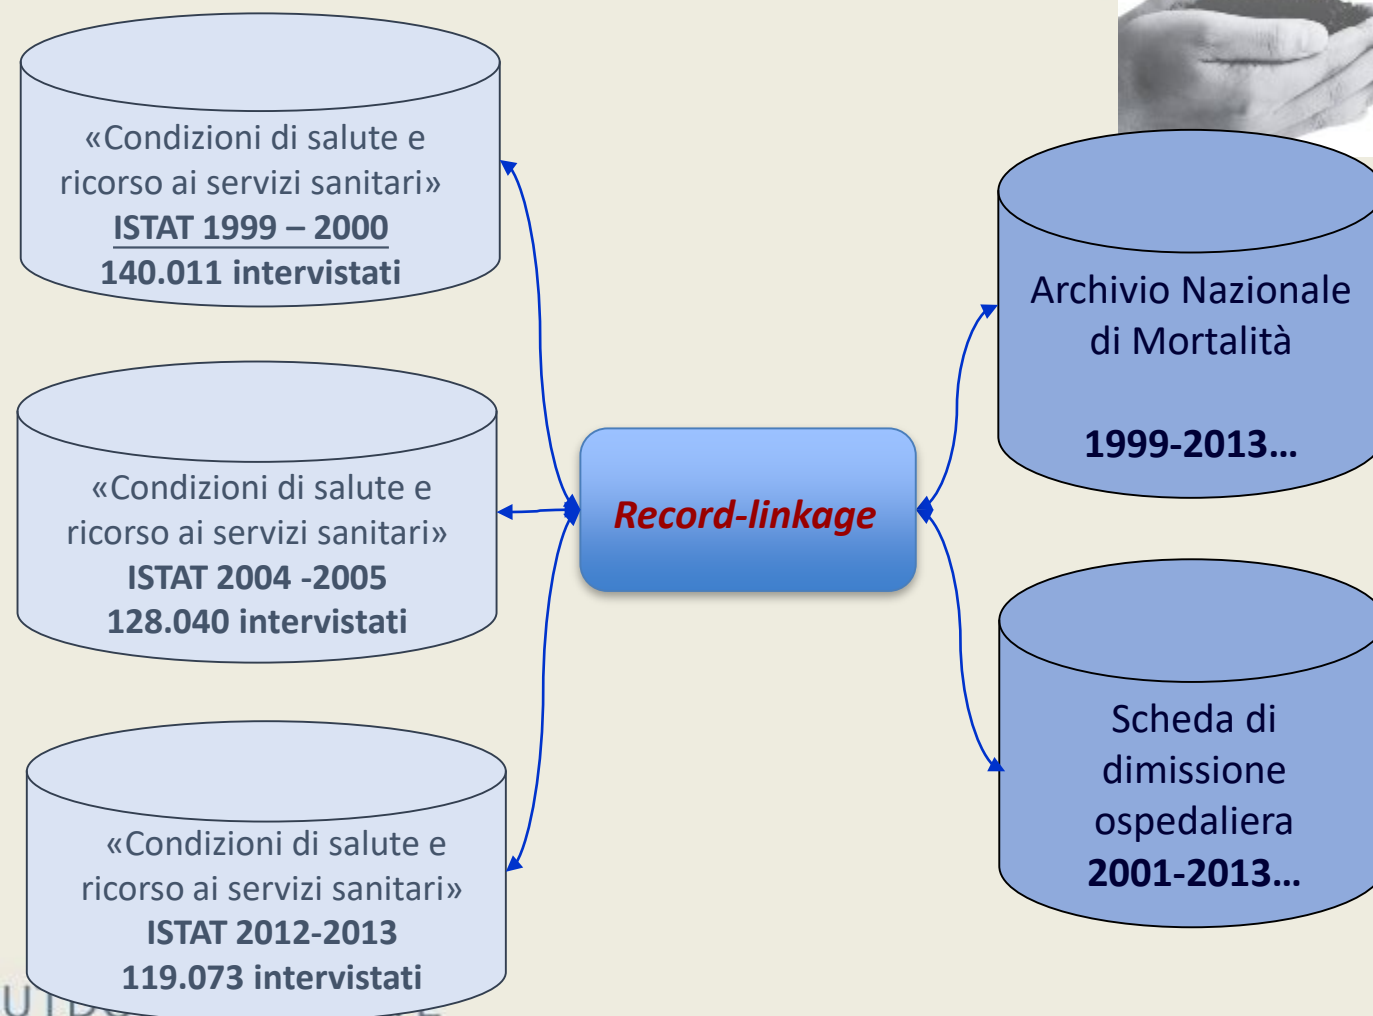 «Condizioni di salute e
ricorso ai servizi sanitari»
ISTAT 1999 – 2000
140.011 intervistati
«Condizioni di salute e
ricorso ai servizi sanitari»
ISTAT 2004 -2005
128.040 intervistati
«Condizioni di salute e
ricorso ai servizi sanitari»
ISTAT 2012-2013
119.073 intervistati
Record-linkage
Archivio Nazionale
di Mortalità
1999-2013...
Scheda di
dimissione
ospedaliera
2001-2013...